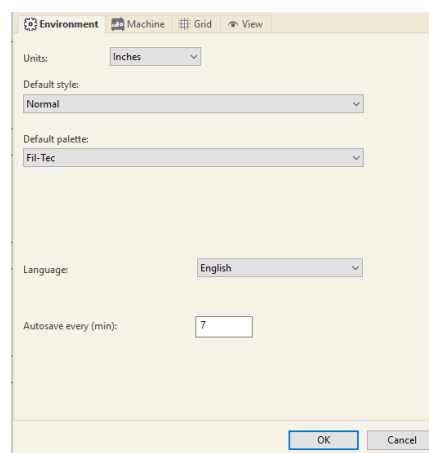 Environment Machine Grid View
Units: Inches
Default style:
Normal
Default palette:
Fil-Tec
Language: English
Autosave every (min): 7
OK Cancel